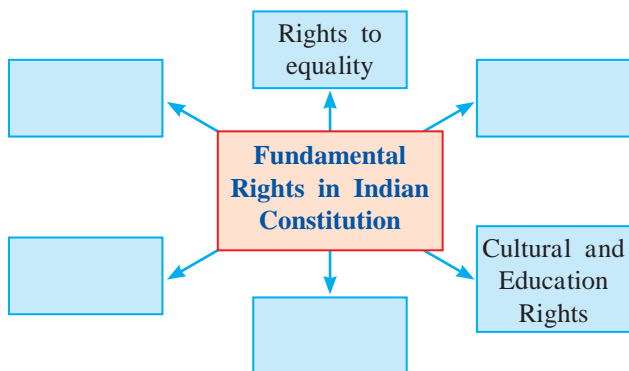 Rights to
equality
Fundamental
Rights in Indian
Constitution
Cultural and
Education
Rights